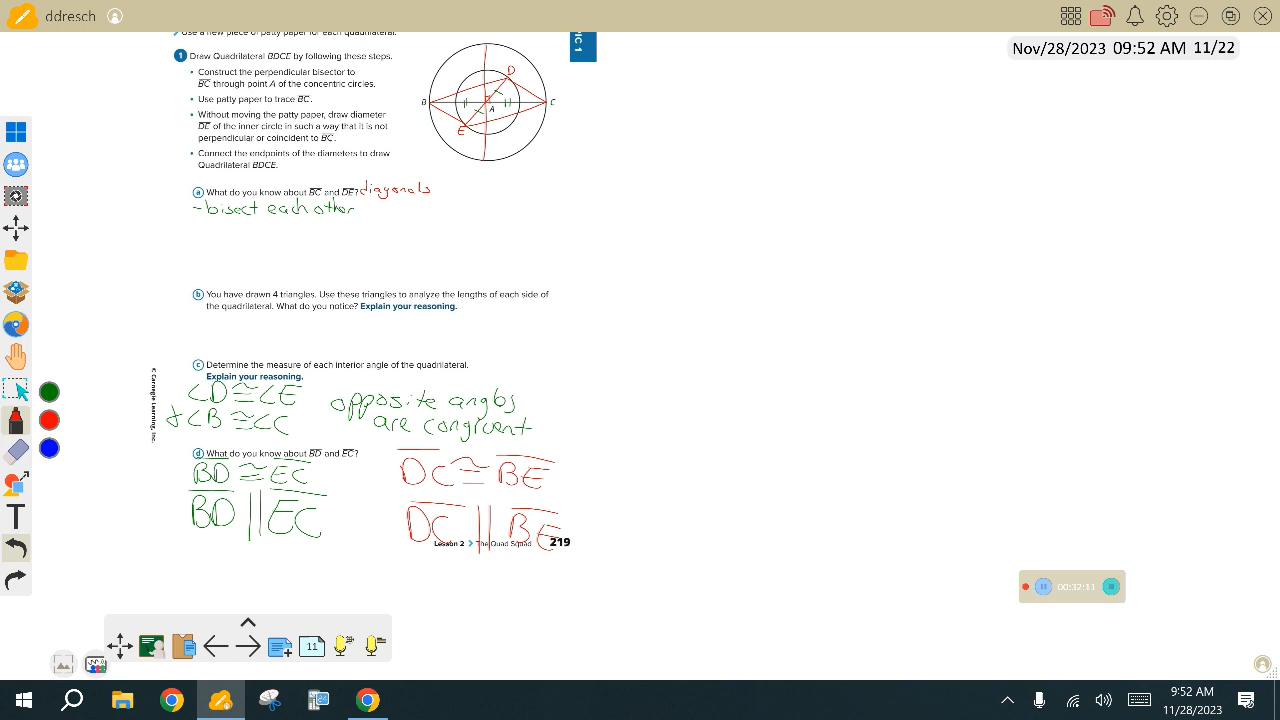 ddresch
Nov/28/2023 09:52 AM 11/22
Use a new piece of patty paper for each quadrilateral.
1 Draw Quadrilateral BDCE by following these steps.
• Construct the perpendicular bisector to
BC through point A of the concentric circles.
• Use patty paper to trace BC.
• Without moving the patty paper, draw diameter
DE of the inner circle in such a way that it is not
perpendicular or coincident to BC.
• Connect the endpoints of the diameters to draw
Quadrilateral BDCE.
D
B
A
C
E
a What do you know about BC and DE? diagonals
- bisect each other
b You have drawn 4 triangles. Use these triangles to analyze the lengths of each side of
the quadrilateral. What do you notice? Explain your reasoning.
c Determine the measure of each interior angle of the quadrilateral.
Explain your reasoning.
∠D ≅ ∠E
∠B ≅ ∠C
opposite angles
are congruent
d What do you know about BD and EC?
BD ≅ EC
BD || EC
DC ≅ BE
DC || BE
Lesson 2 > The Quad Squad 219
© Carnegie Learning, Inc.
PIC 1
T
00:32:11
11
9:52 AM
11/28/2023